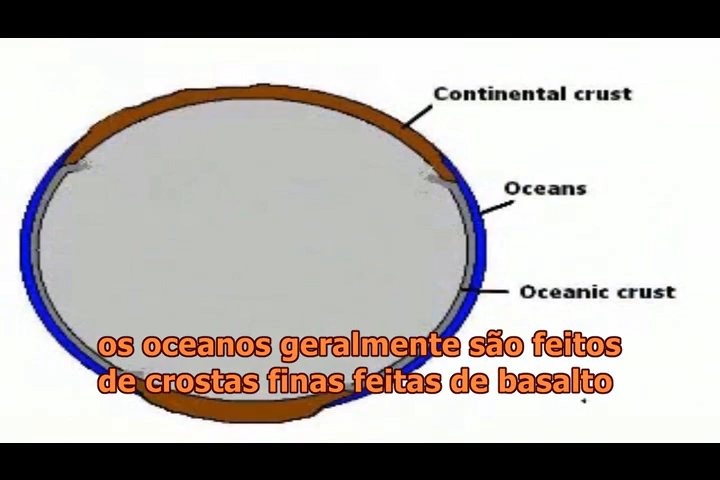 Continental crust
Oceans
Oceanic crust
os oceanos geralmente são feitos
de crostas finas feitas de basalto